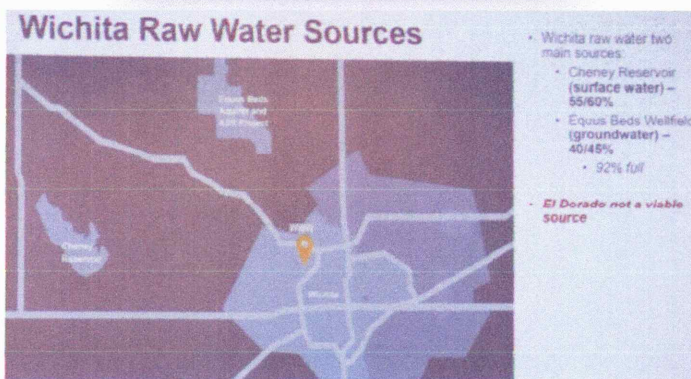 Wichita Raw Water Sources
• Wichita raw water two
main sources:
• Cheney Reservoir
(surface water) –
55/60%
• Equus Beds Wellfield
(groundwater) –
40/45%
• 92% full
• El Dorado not a viable
source
Equus Beds
Aquifer and
ASR Project
Cheney
Reservoir
Wichita